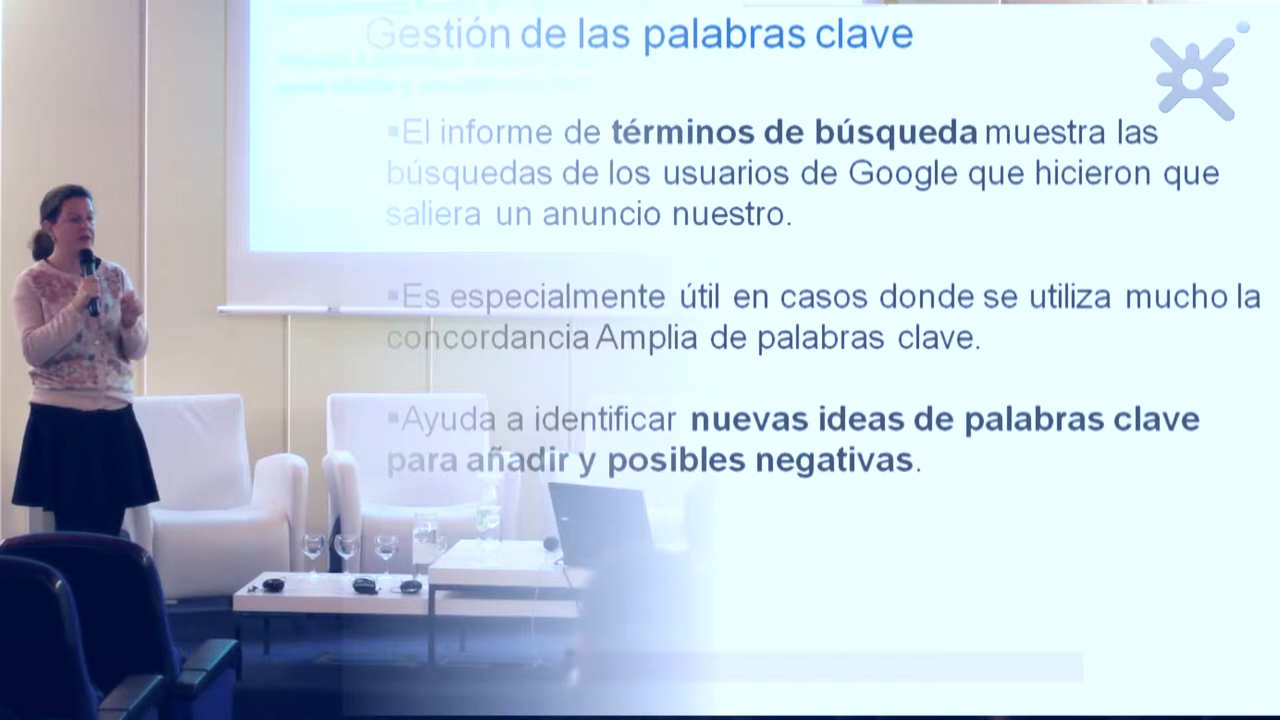 Gestión de las palabras clave
▪El informe de términos de búsqueda muestra las
búsquedas de los usuarios de Google que hicieron que
saliera un anuncio nuestro.
▪Es especialmente útil en casos donde se utiliza mucho la
concordancia Amplia de palabras clave.
▪Ayuda a identificar nuevas ideas de palabras clave
para añadir y posibles negativas.